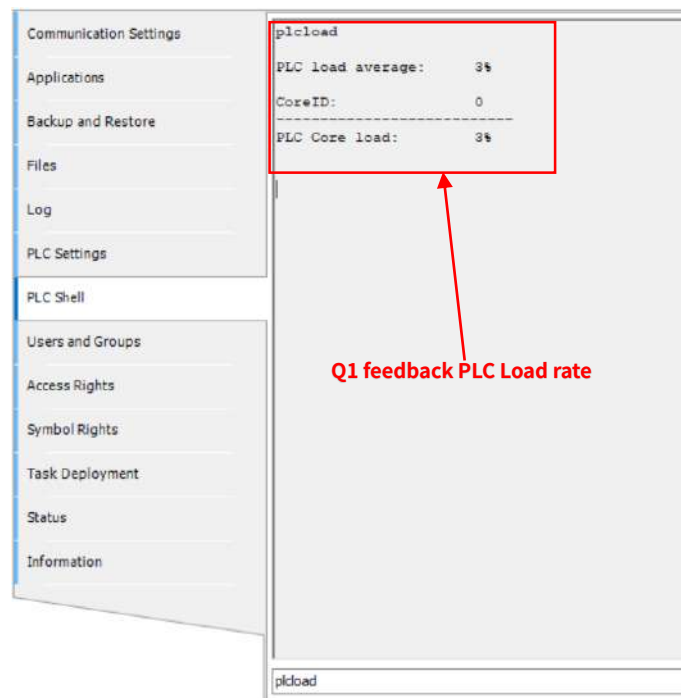 Communication Settings
Applications
Backup and Restore
Files
Log
PLC Settings
PLC Shell
Users and Groups
Access Rights
Symbol Rights
Task Deployment
Status
Information
plcload
PLC load average: 3%
CoreID: 0
----------------------------
PLC Core load: 3%
Q1 feedback PLC Load rate
plcload